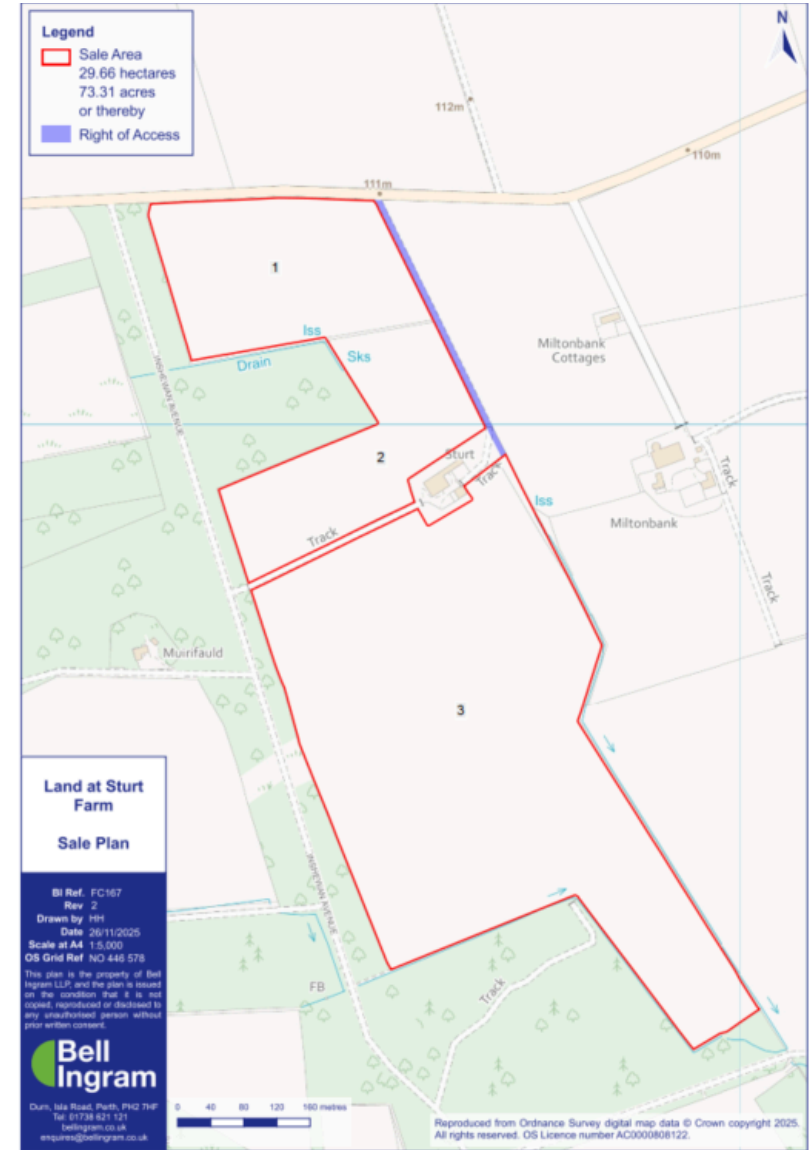 Legend
Sale Area
29.66 hectares
73.31 acres
or thereby
Right of Access
N
112m
110m
111m
1
Iss
Sks
Drain
INSHEWAN AVENUE
Miltonbank
Cottages
2
Sturt
Track
Track
Iss
Miltonbank
Track
Track
Muirifauld
3
INSHEWAN AVENUE
FB
Track
Land at Sturt
Farm
Sale Plan
BI Ref. FC167
Rev 2
Drawn by HH
Date 26/11/2025
Scale at A4 1:5,000
OS Grid Ref NO 446 578
This plan is the property of Bell
Ingram LLP, and the plan is issued
on the condition that it is not
copied, reproduced or disclosed to
any unauthorised person without
prior written consent.
Bell
Ingram
Durn, Isla Road, Perth, PH2 7HF
Tel: 01738 621 121
bellingram.co.uk
enquires@bellingram.co.uk
0 40 80 120 160 metres
Reproduced from Ordnance Survey digital map data © Crown copyright 2025.
All rights reserved. OS Licence number AC0000808122.